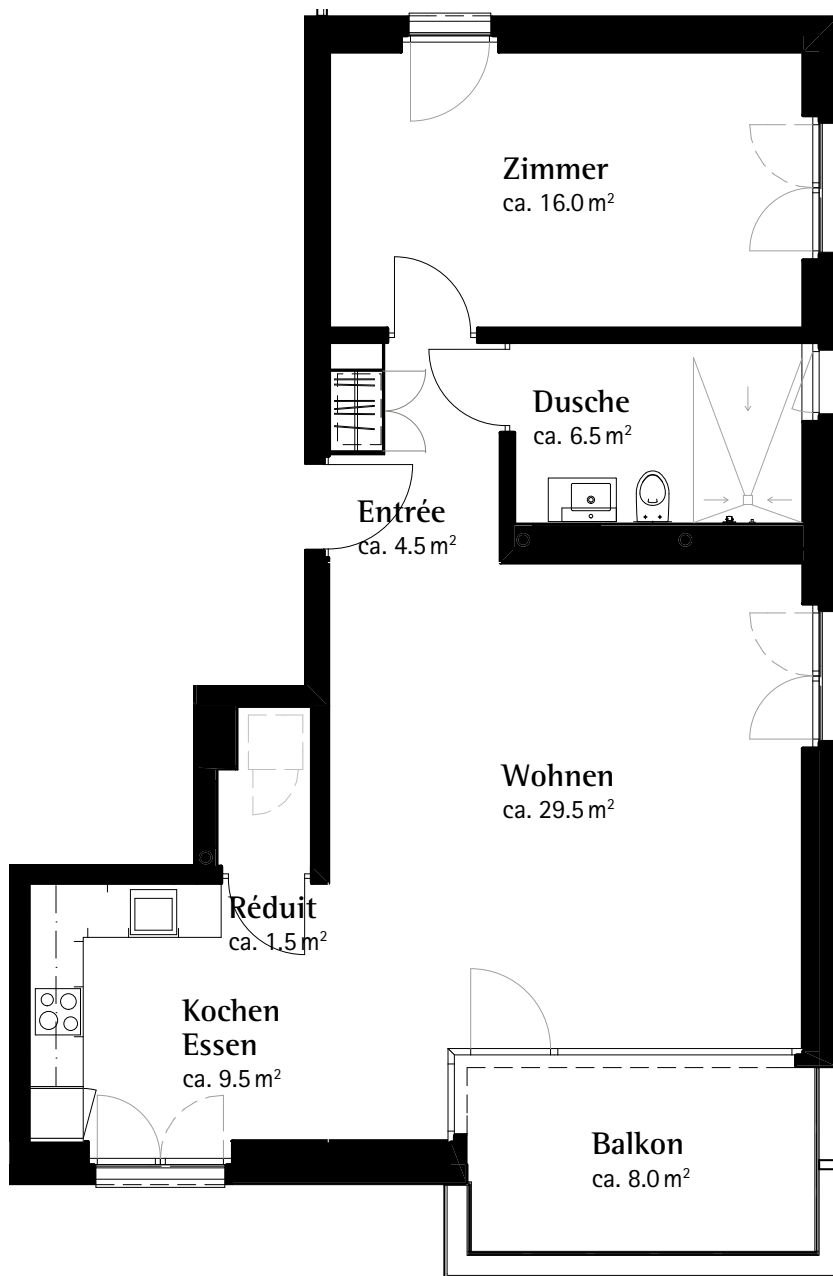 Zimmer
ca. 16.0 m²
Dusche
ca. 6.5 m²
Entrée
ca. 4.5 m²
Wohnen
ca. 29.5 m²
Réduit
ca. 1.5 m²
Kochen
Essen
ca. 9.5 m²
Balkon
ca. 8.0 m²